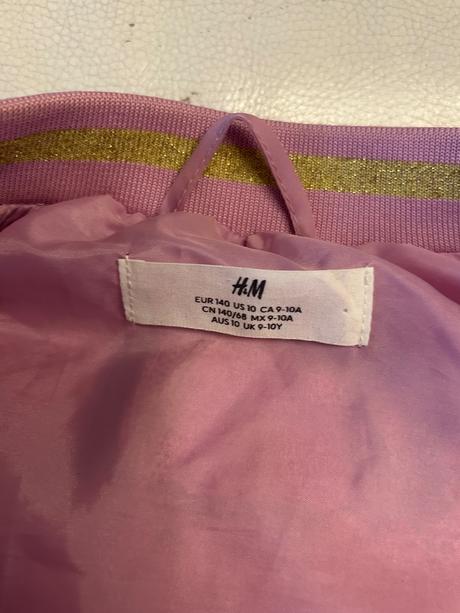 H&M
EUR 140 US 10 CA 9-10A
CN 140/68 MX 9-10A
AUS 10 UK 9-10Y